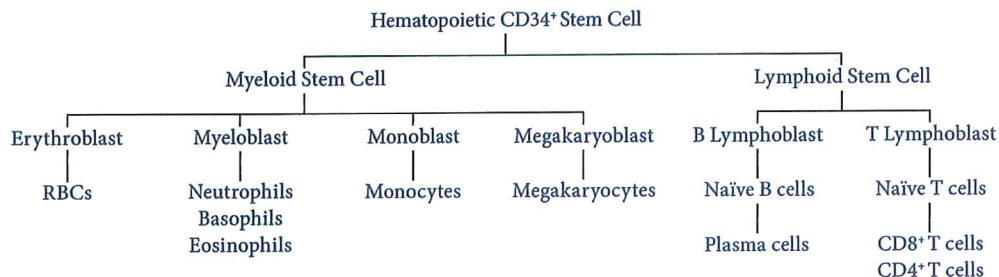 Hematopoietic CD34⁺ Stem Cell
Myeloid Stem Cell
Lymphoid Stem Cell
Erythroblast
Myeloblast
Monoblast
Megakaryoblast
B Lymphoblast
T Lymphoblast
RBCs
Neutrophils
Basophils
Eosinophils
Monocytes
Megakaryocytes
Naïve B cells
Naïve T cells
Plasma cells
CD8⁺ T cells
CD4⁺ T cells